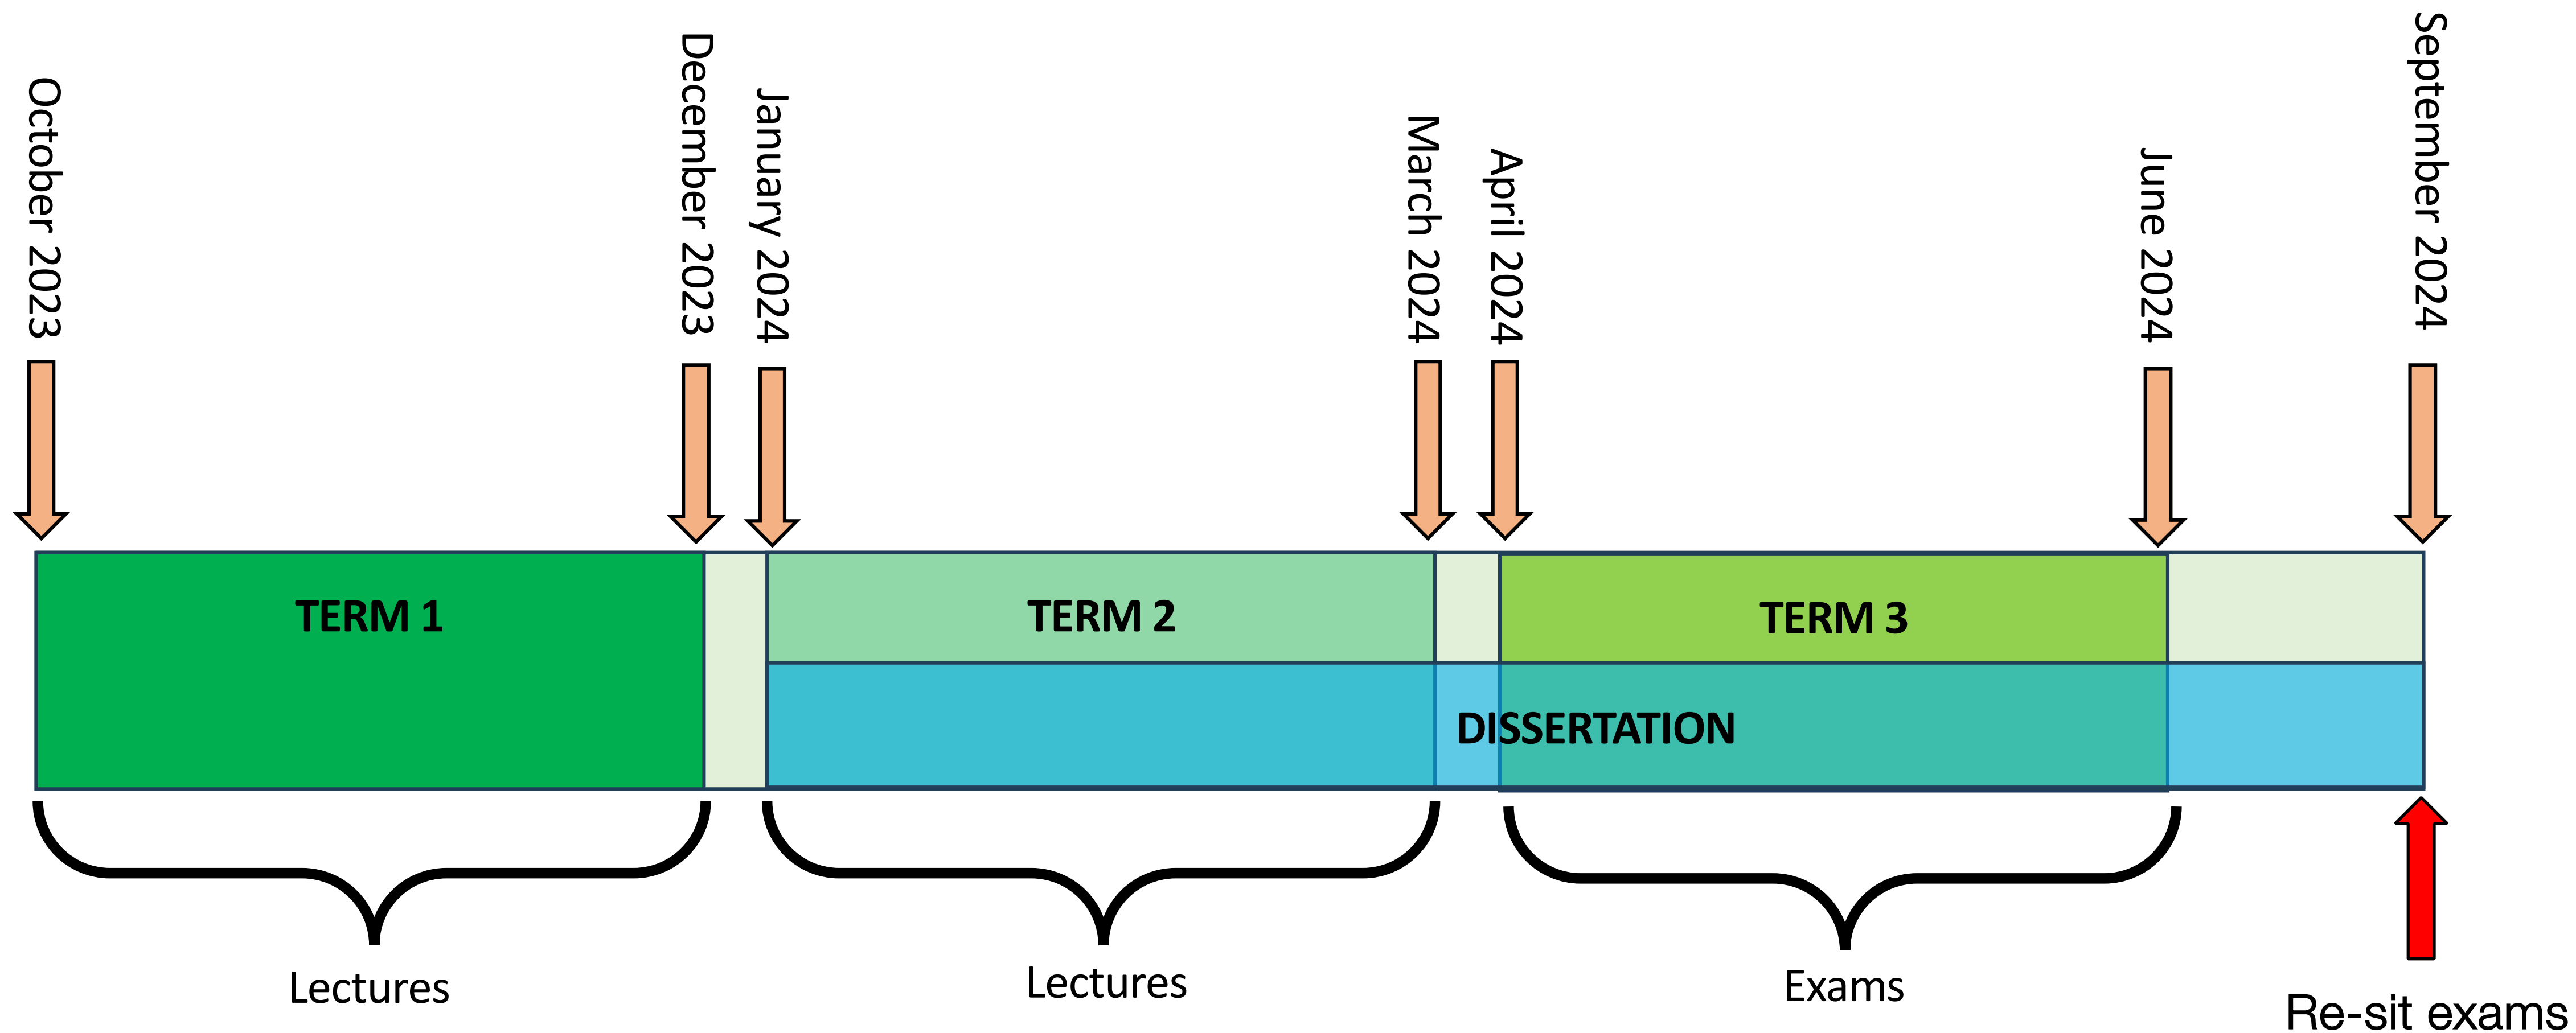 October 2023
December 2023
January 2024
March 2024
April 2024
June 2024
September 2024
TERM 1
TERM 2
TERM 3
DISSERTATION
Lectures
Lectures
Exams
Re-sit exams